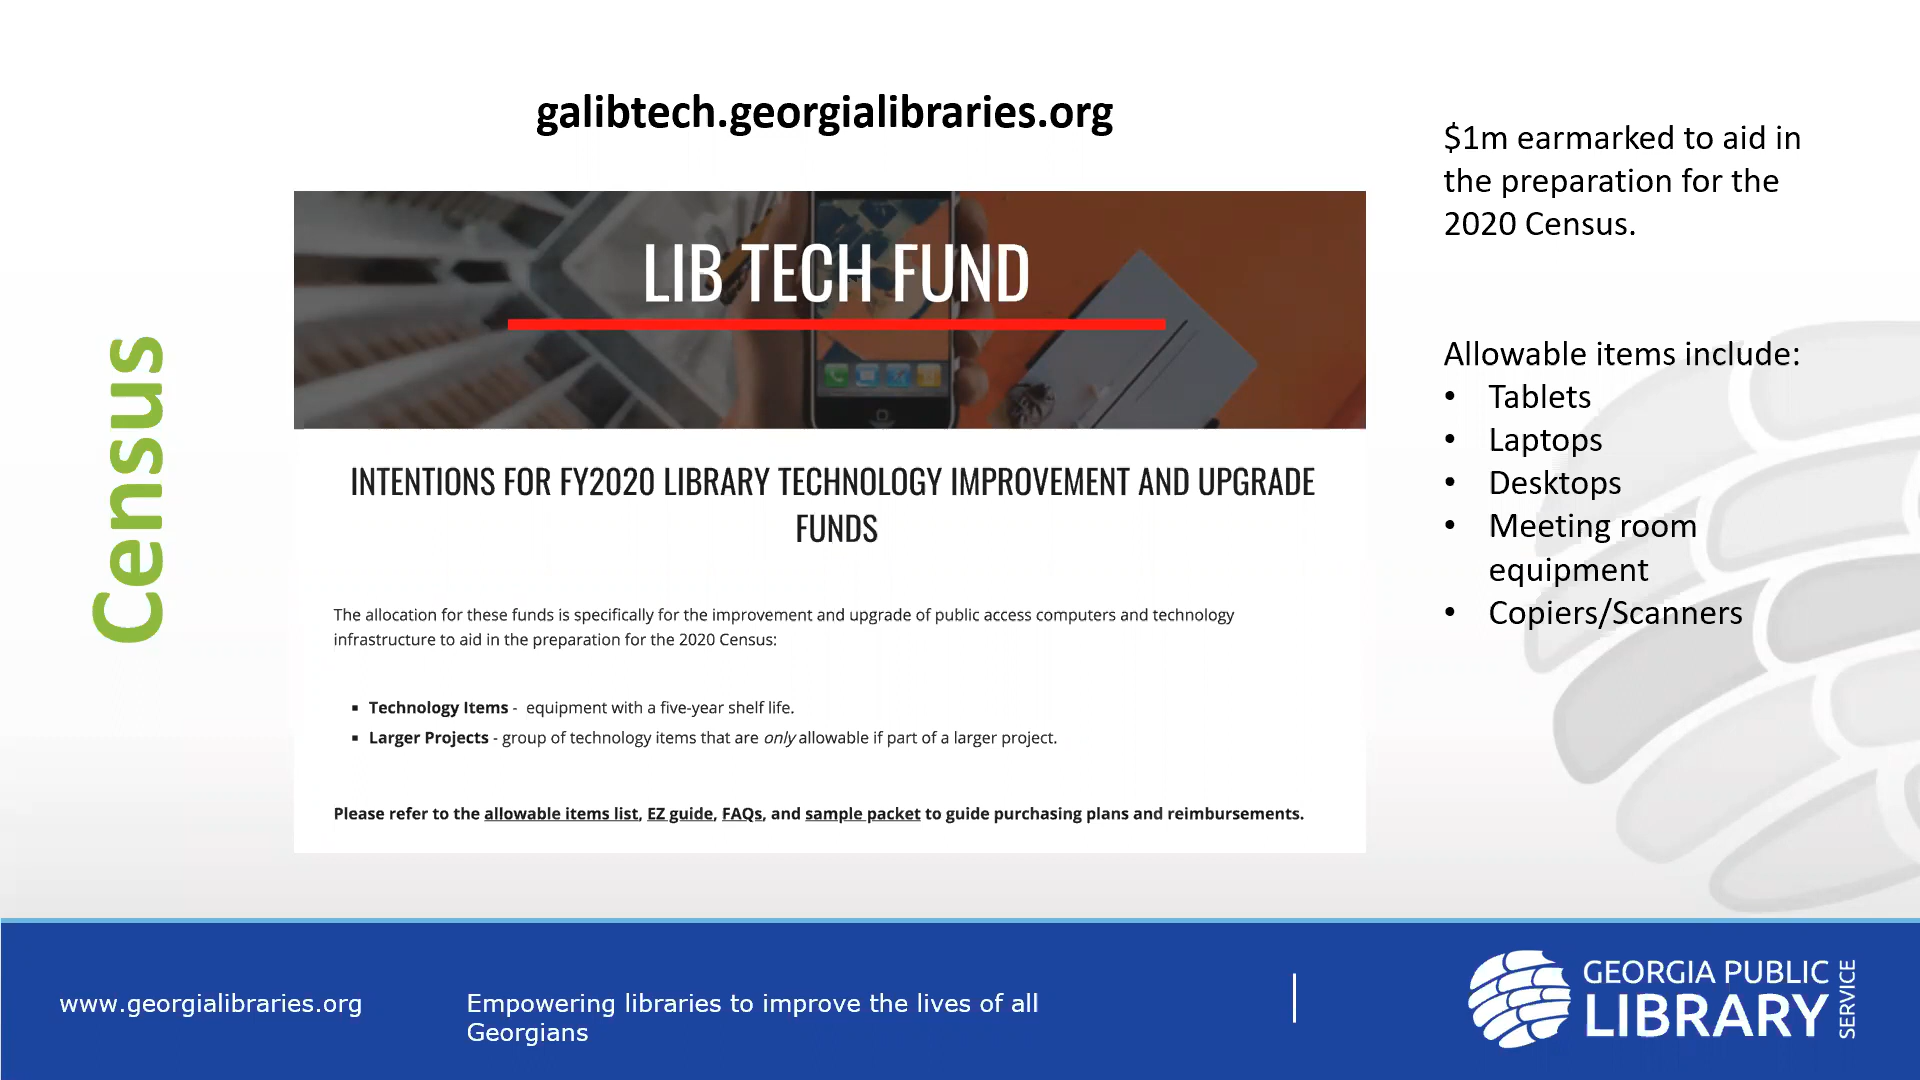 galibtech.georgialibraries.org
Census
LIB TECH FUND
INTENTIONS FOR FY2020 LIBRARY TECHNOLOGY IMPROVEMENT AND UPGRADE
FUNDS
The allocation for these funds is specifically for the improvement and upgrade of public access computers and technology
infrastructure to aid in the preparation for the 2020 Census:
▪ Technology Items - equipment with a five-year shelf life.
▪ Larger Projects - group of technology items that are only allowable if part of a larger project.
Please refer to the allowable items list, EZ guide, FAQs, and sample packet to guide purchasing plans and reimbursements.
$1m earmarked to aid in
the preparation for the
2020 Census.
Allowable items include:
• Tablets
• Laptops
• Desktops
• Meeting room
equipment
• Copiers/Scanners
www.georgialibraries.org
Empowering libraries to improve the lives of all
Georgians
GEORGIA PUBLIC
LIBRARY
SERVICE